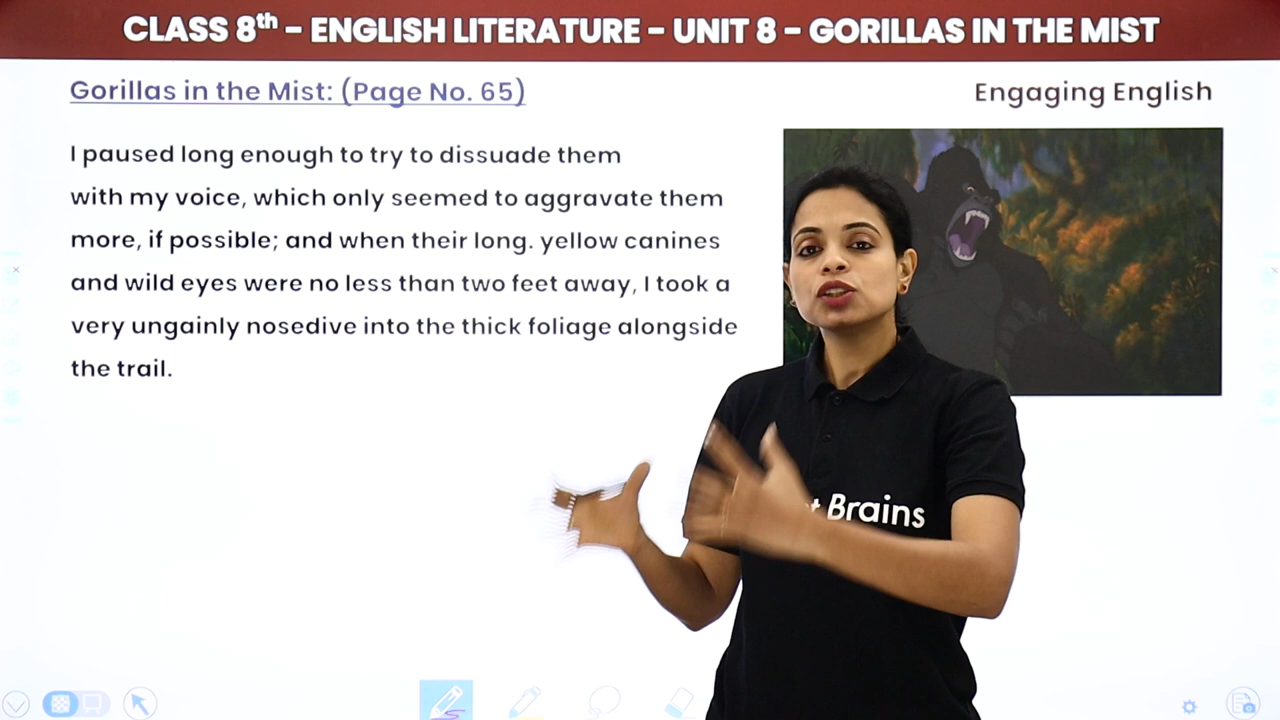 CLASS 8th – ENGLISH LITERATURE – UNIT 8 – GORILLAS IN THE MIST
Gorillas in the Mist: (Page No. 65)
Engaging English
I paused long enough to try to dissuade them
with my voice, which only seemed to aggravate them
more, if possible; and when their long. yellow canines
and wild eyes were no less than two feet away, I took a
very ungainly nosedive into the thick foliage alongside
the trail.
Brains